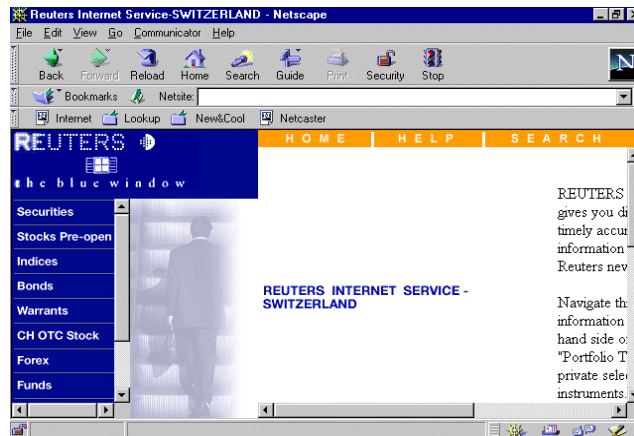 Reuters Internet Service-SWITZERLAND - Netscape
File Edit View Go Communicator Help
Back Forward Reload Home Search Guide Print Security Stop
N
Bookmarks Netsite:
Internet Lookup New&Cool Netcaster
REUTERS
the blue window
HOME HELP SEARCH
Securities
Stocks Pre-open
Indices
Bonds
Warrants
CH OTC Stock
Forex
Funds
REUTERS INTERNET SERVICE -
SWITZERLAND
REUTERS
gives you di
timely accur
information
Reuters nev
Navigate th
information
hand side o
"Portfolio T
private sele
instruments.